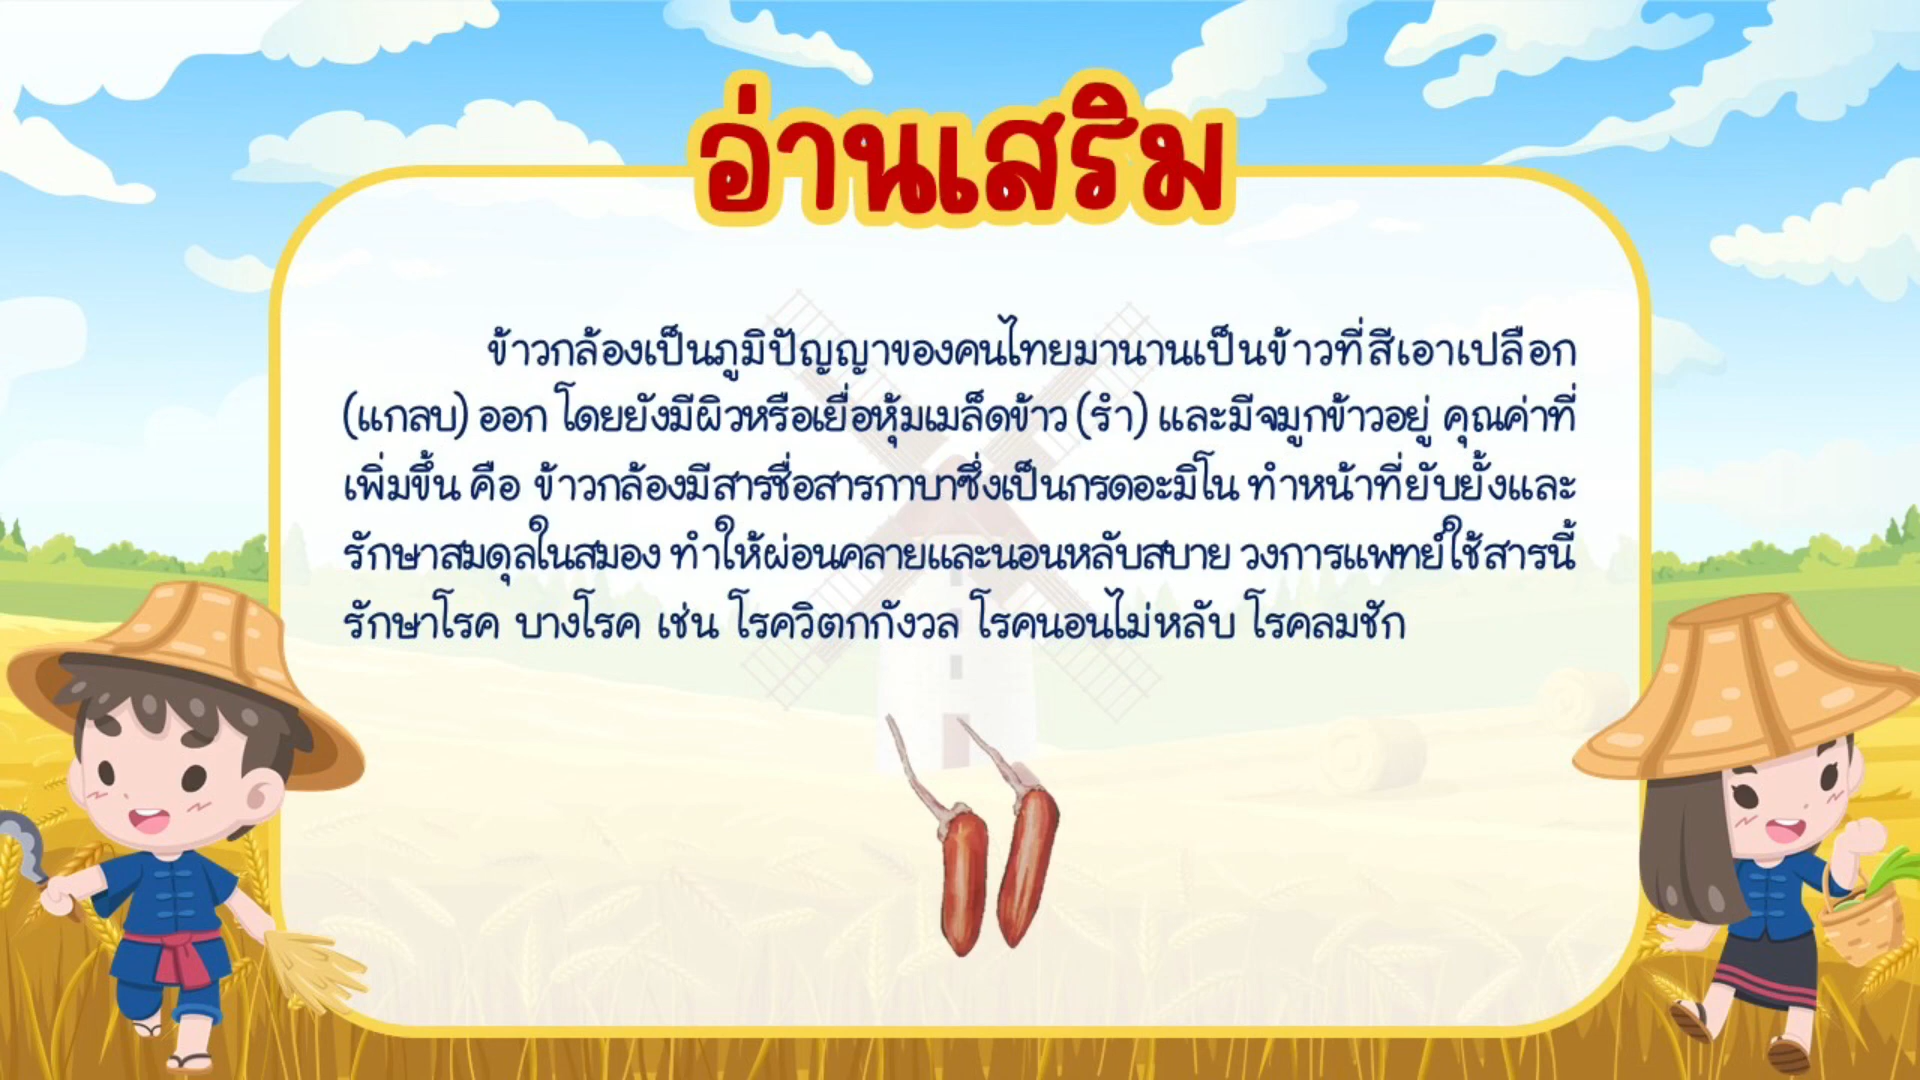 อ่านเสริม
ข้าวกล้องเป็นภูมิปัญญาของคนไทยมานานเป็นข้าวที่สีเอาเปลือก
(แกลบ) ออก โดยยังมีผิวหรือเยื่อหุ้มเมล็ดข้าว (รำ) และมีจมูกข้าวอยู่ คุณค่าที่
เพิ่มขึ้น คือ ข้าวกล้องมีสารชื่อสารกาบาซึ่งเป็นกรดอะมิโน ทำหน้าที่ยับยั้งและ
รักษาสมดุลในสมอง ทำให้ผ่อนคลายและนอนหลับสบาย วงการแพทย์ใช้สารนี้
รักษาโรค บางโรค เช่น โรควิตกกังวล โรคนอนไม่หลับ โรคลมชัก